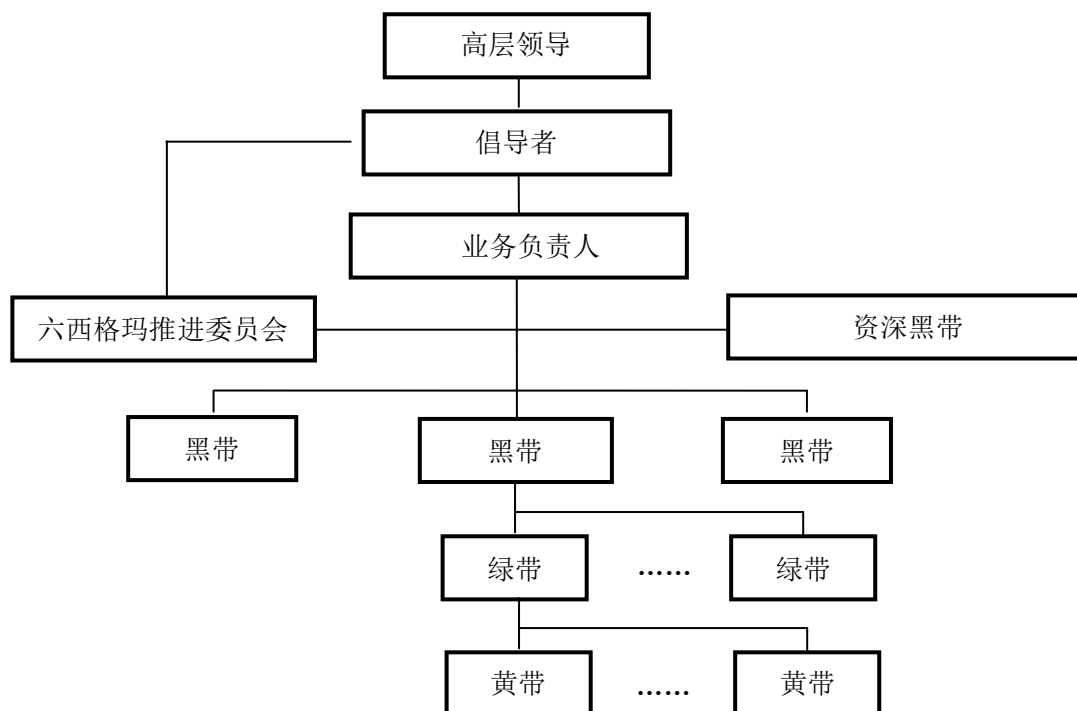 高层领导
倡导者
业务负责人
六西格玛推进委员会
资深黑带
黑带
黑带
黑带
绿带
……
绿带
黄带
……
黄带